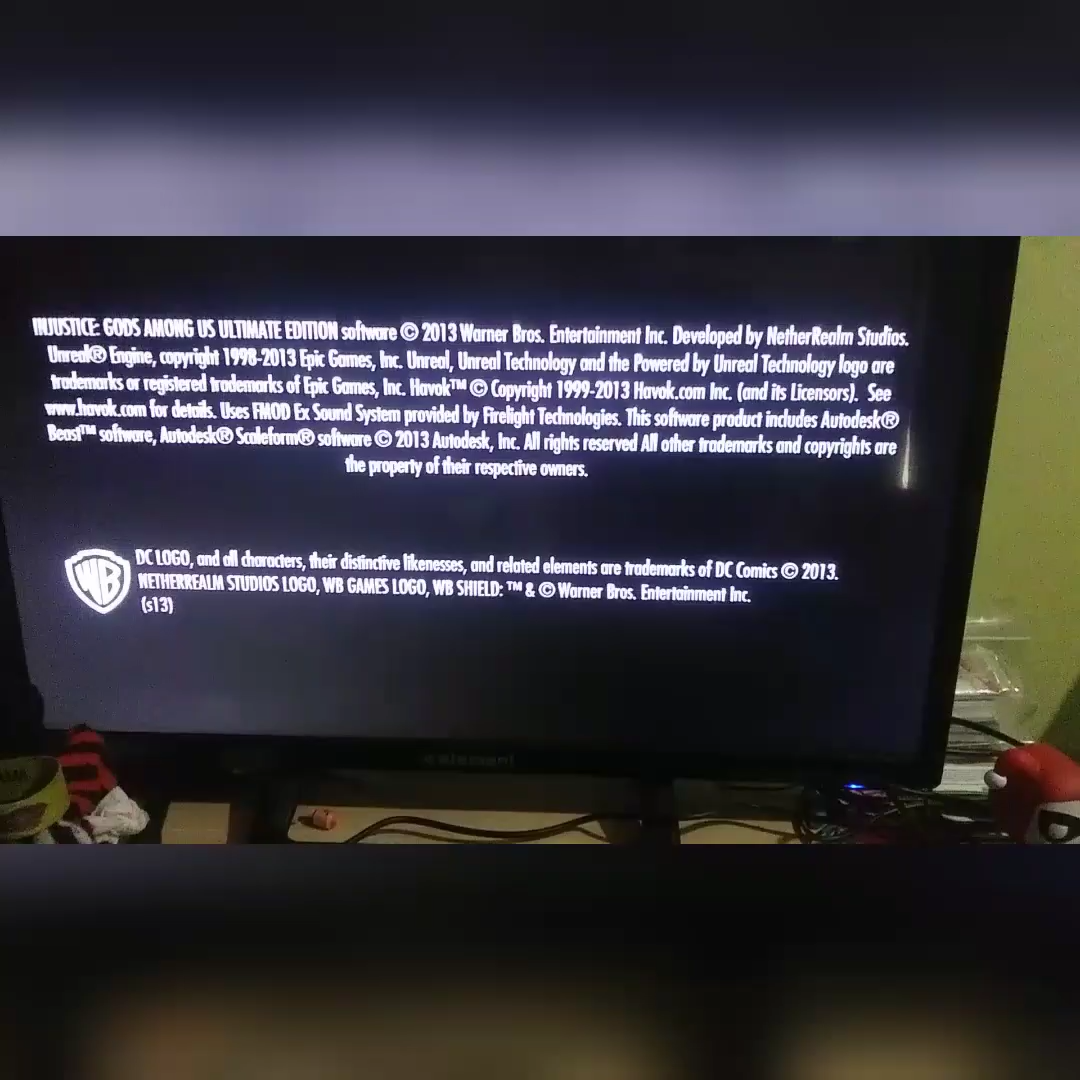 INJUSTICE: GODS AMONG US ULTIMATE EDITION software © 2013 Warner Bros. Entertainment Inc. Developed by NetherRealm Studios.
Unreal® Engine, copyright 1998-2013 Epic Games, Inc. Unreal, Unreal Technology and the Powered by Unreal Technology logo are
trademarks or registered trademarks of Epic Games, Inc. Havok™ © Copyright 1999-2013 Havok.com Inc. (and its Licensors). See
www.havok.com for details. Uses FMOD Ex Sound System provided by Firelight Technologies. This software product includes Autodesk®
Beast™ software, Autodesk® Scaleform® software © 2013 Autodesk, Inc. All rights reserved All other trademarks and copyrights are
the property of their respective owners.
WB
DC LOGO, and all characters, their distinctive likenesses, and related elements are trademarks of DC Comics © 2013.
NETHERREALM STUDIOS LOGO, WB GAMES LOGO, WB SHIELD: ™ & © Warner Bros. Entertainment Inc.
(s13)
element